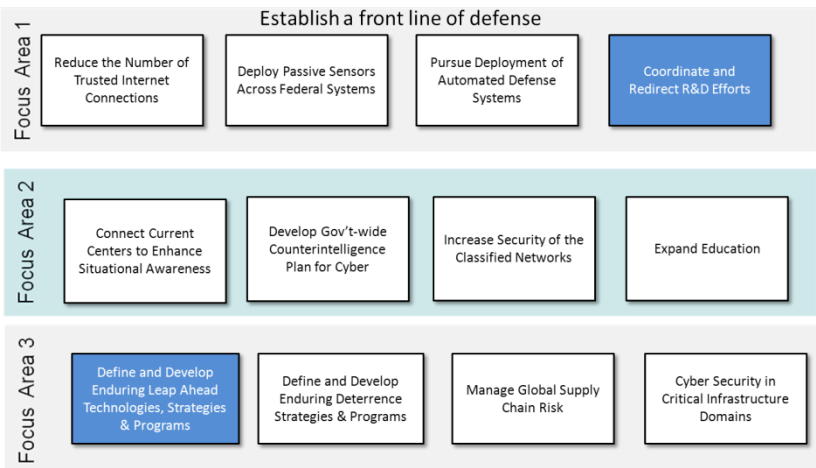 Establish a front line of defense
Focus Area 1
Reduce the Number of
Trusted Internet
Connections
Deploy Passive Sensors
Across Federal Systems
Pursue Deployment of
Automated Defense
Systems
Coordinate and
Redirect R&D Efforts
Focus Area 2
Connect Current
Centers to Enhance
Situational Awareness
Develop Gov’t-wide
Counterintelligence
Plan for Cyber
Increase Security of the
Classified Networks
Expand Education
Focus Area 3
Define and Develop
Enduring Leap Ahead
Technologies, Strategies
& Programs
Define and Develop
Enduring Deterrence
Strategies & Programs
Manage Global Supply
Chain Risk
Cyber Security in
Critical Infrastructure
Domains